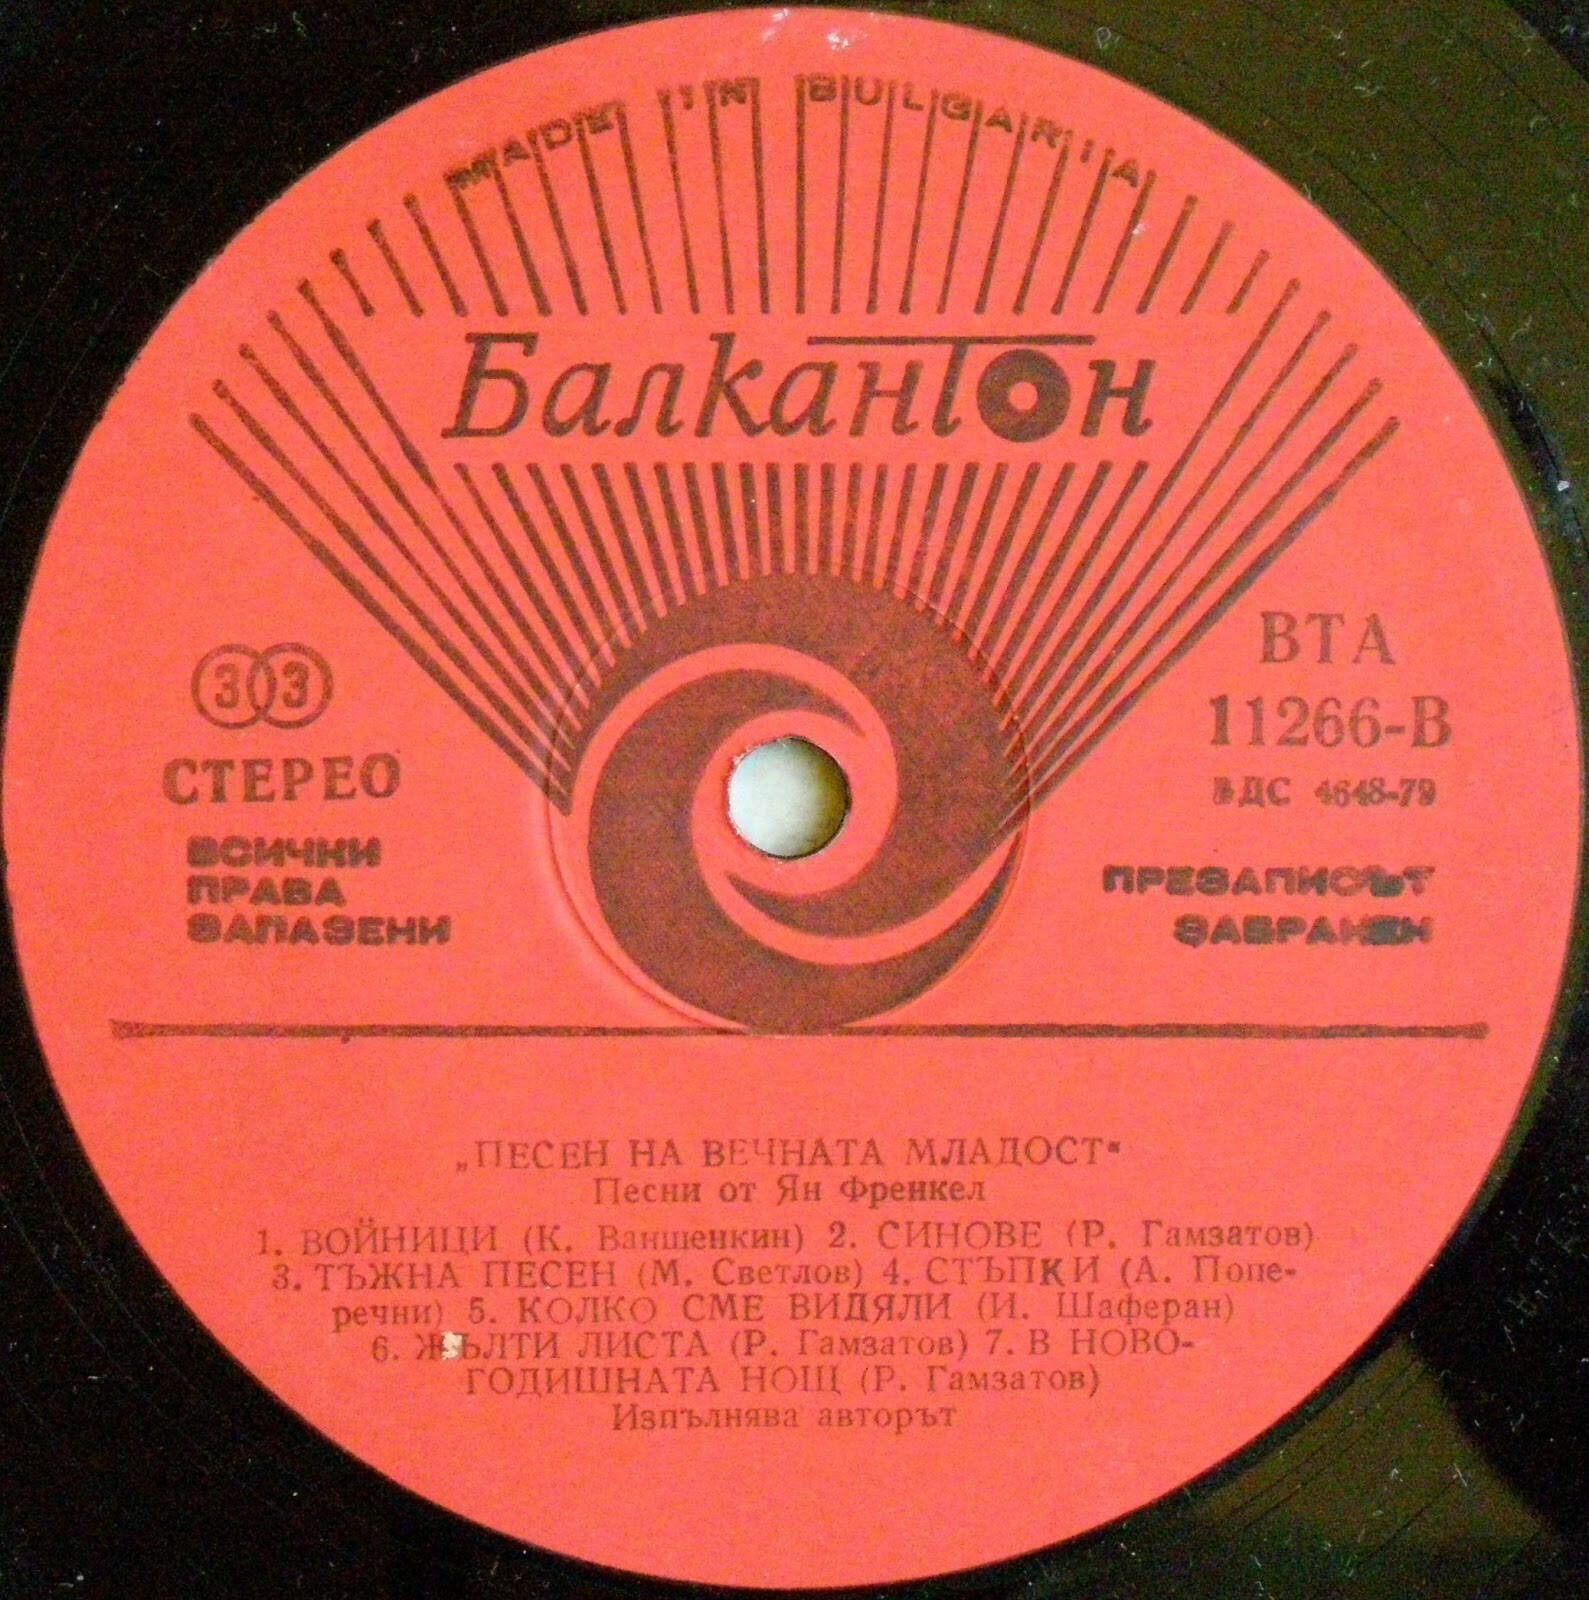 MADE IN BULGARIA
Балкантон
33
СТЕРЕО
ВСИЧКИ
ПРАВА
ЗАПАЗЕНИ
ВТА
11266-В
БДС 4648-79
ПРЕЗАПИСЪТ
ЗАБРАНЕН
„ПЕСЕН НА ВЕЧНАТА МЛАДОСТ“
Песни от Ян Френкел
1. ВОЙНИЦИ (К. Ваншенкин) 2. СИНОВЕ (Р. Гамзатов)
3. ТЪЖНА ПЕСЕН (М. Светлов) 4. СТЪПКИ (А. Попе-
речни) 5. КОЛКО СМЕ ВИДЯЛИ (И. Шаферан)
6. ЖЪЛТИ ЛИСТА (Р. Гамзатов) 7. В НОВО-
ГОДИШНАТА НОЩ (Р. Гамзатов)
Изпълнява авторът